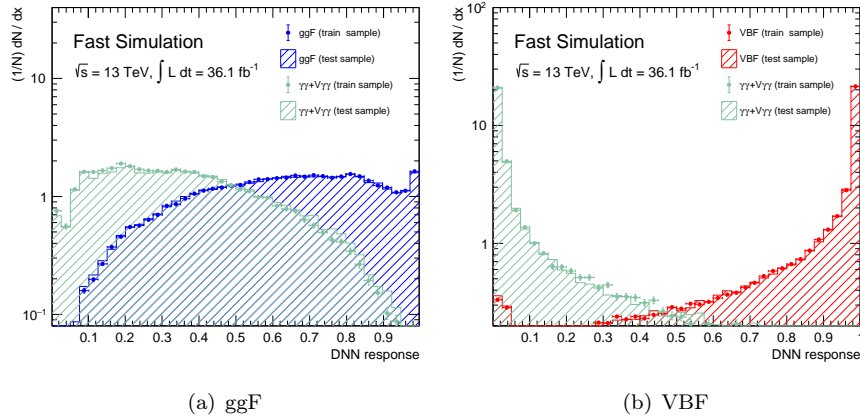 Fast Simulation
√s = 13 TeV, ∫ L dt = 36.1 fb⁻¹
ggF (train sample)
ggF (test sample)
γγ+Vγγ (train sample)
γγ+Vγγ (test sample)
(1/N) dN / dx
10
1
10⁻¹
0.1 0.2 0.3 0.4 0.5 0.6 0.7 0.8 0.9
DNN response
(a) ggF
Fast Simulation
√s = 13 TeV, ∫ L dt = 36.1 fb⁻¹
VBF (train sample)
VBF (test sample)
γγ+Vγγ (train sample)
γγ+Vγγ (test sample)
(1/N) dN / dx
10²
10
1
0.1 0.2 0.3 0.4 0.5 0.6 0.7 0.8 0.9 1
DNN response
(b) VBF